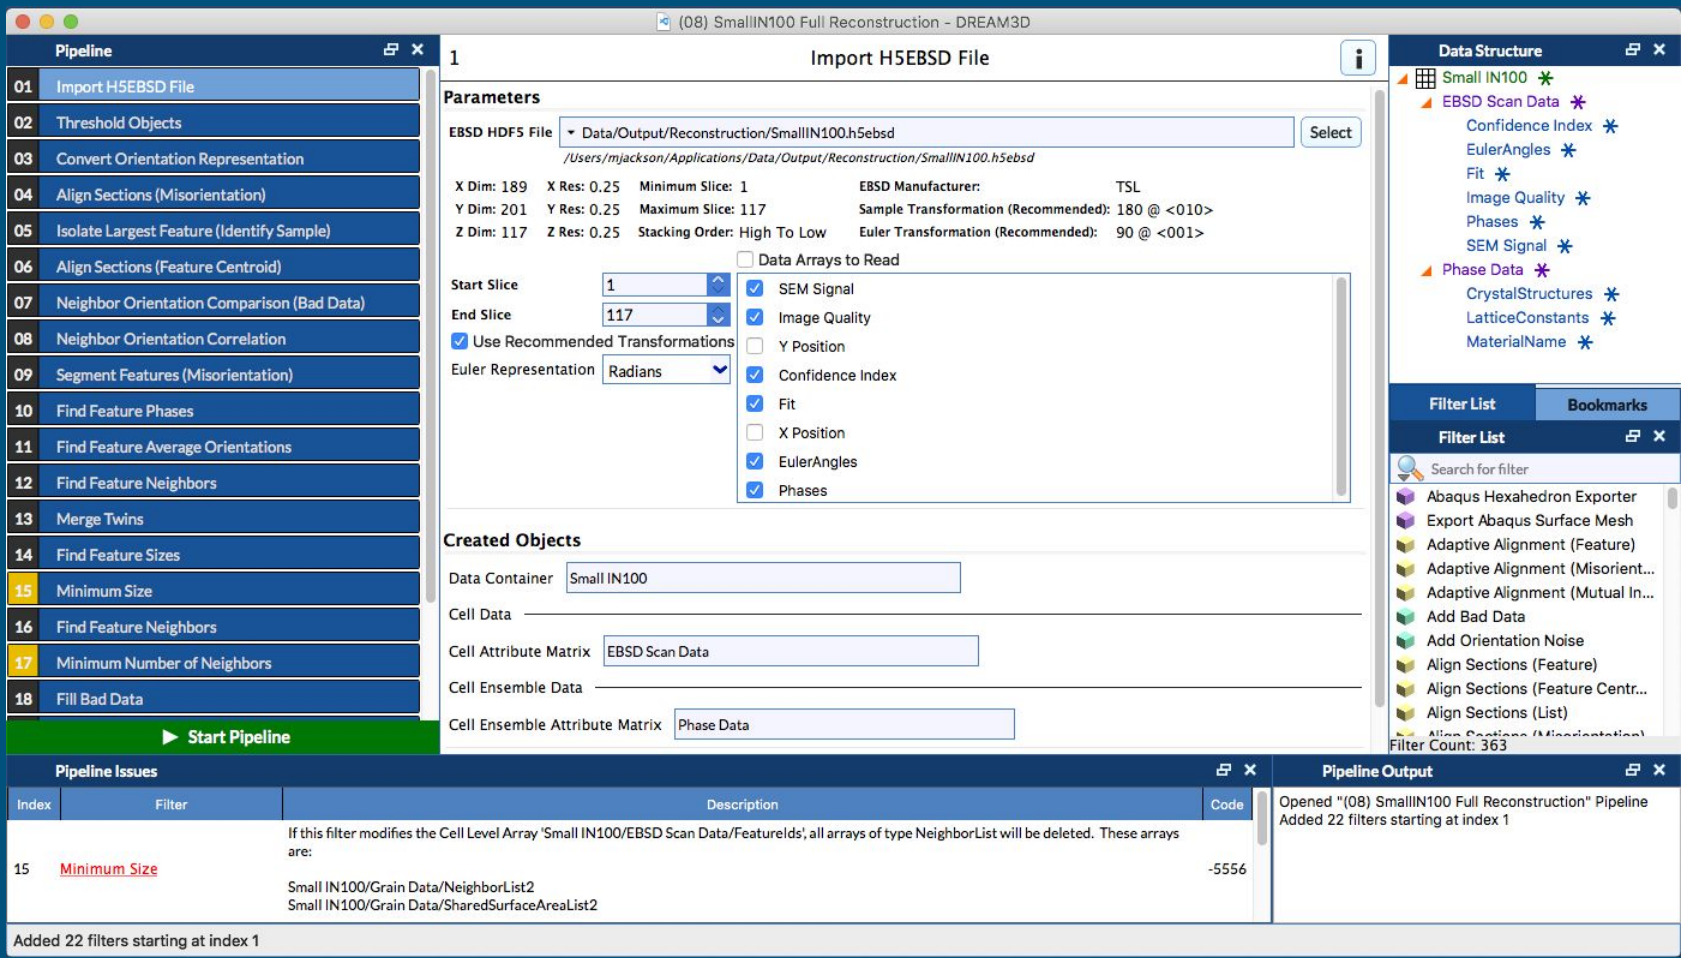 (08) SmallIN100 Full Reconstruction - DREAM3D
Pipeline
01 Import H5EBSD File
02 Threshold Objects
03 Convert Orientation Representation
04 Align Sections (Misorientation)
05 Isolate Largest Feature (Identify Sample)
06 Align Sections (Feature Centroid)
07 Neighbor Orientation Comparison (Bad Data)
08 Neighbor Orientation Correlation
09 Segment Features (Misorientation)
10 Find Feature Phases
11 Find Feature Average Orientations
12 Find Feature Neighbors
13 Merge Twins
14 Find Feature Sizes
15 Minimum Size
16 Find Feature Neighbors
17 Minimum Number of Neighbors
18 Fill Bad Data
Start Pipeline
1 Import H5EBSD File i
Parameters
EBSD HDF5 File Data/Output/Reconstruction/SmallIN100.h5ebsd Select
/Users/mjackson/Applications/Data/Output/Reconstruction/SmallIN100.h5ebsd
X Dim: 189 X Res: 0.25 Minimum Slice: 1 EBSD Manufacturer: TSL
Y Dim: 201 Y Res: 0.25 Maximum Slice: 117 Sample Transformation (Recommended): 180 @ <010>
Z Dim: 117 Z Res: 0.25 Stacking Order: High To Low Euler Transformation (Recommended): 90 @ <001>
Start Slice 1
End Slice 117
Use Recommended Transformations
Euler Representation Radians
Data Arrays to Read
SEM Signal
Image Quality
Y Position
Confidence Index
Fit
X Position
EulerAngles
Phases
Created Objects
Data Container Small IN100
Cell Data
Cell Attribute Matrix EBSD Scan Data
Cell Ensemble Data
Cell Ensemble Attribute Matrix Phase Data
Data Structure
Small IN100
EBSD Scan Data
Confidence Index
EulerAngles
Fit
Image Quality
Phases
SEM Signal
Phase Data
CrystalStructures
LatticeConstants
MaterialName
Filter List Bookmarks
Filter List
Search for filter
Abaqus Hexahedron Exporter
Export Abaqus Surface Mesh
Adaptive Alignment (Feature)
Adaptive Alignment (Misorient...
Adaptive Alignment (Mutual In...
Add Bad Data
Add Orientation Noise
Align Sections (Feature)
Align Sections (Feature Centr...
Align Sections (List)
Align Sections (Misorientation)
Filter Count: 363
Pipeline Issues
Index Filter Description Code
15 Minimum Size
If this filter modifies the Cell Level Array 'Small IN100/EBSD Scan Data/FeatureIds', all arrays of type NeighborList will be deleted. These arrays
are:
Small IN100/Grain Data/NeighborList2
Small IN100/Grain Data/SharedSurfaceAreaList2
-5556
Pipeline Output
Opened "(08) SmallIN100 Full Reconstruction" Pipeline
Added 22 filters starting at index 1
Added 22 filters starting at index 1